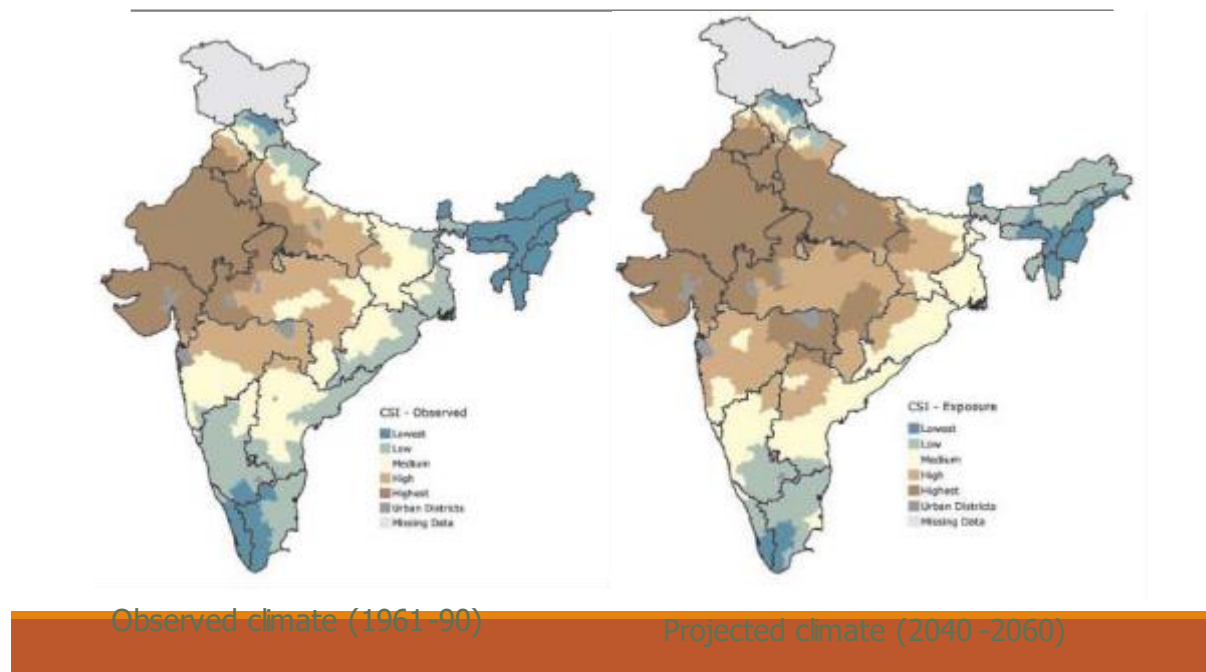 CSI - Observed
Lowest
Low
Medium
High
Highest
Urban Districts
Missing Data
CSI - Exposure
Lowest
Low
Medium
High
Highest
Urban Districts
Missing Data
Observed climate (1961-90)
Projected climate (2040-2060)